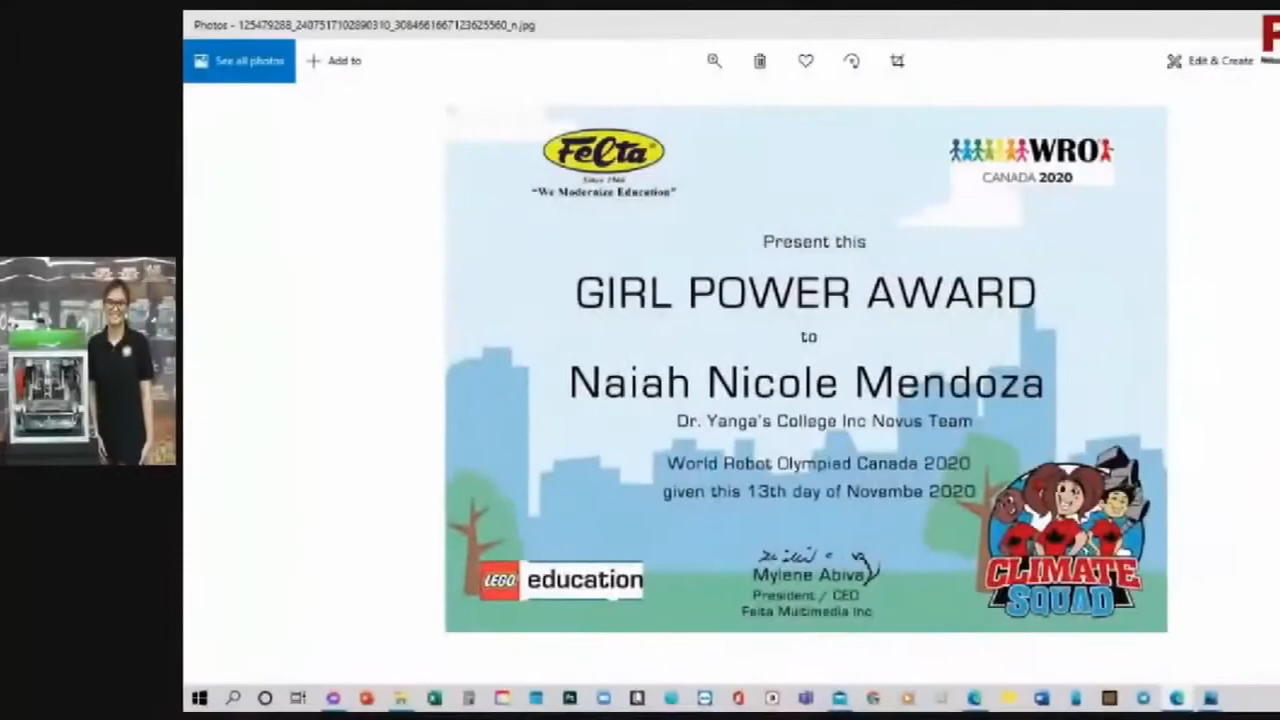 Photos - 125479288_2407517102890310_3084661667123625560_n.jpg
See all photos
Add to
Edit & Create
Felta
Since 1966
"We Modernize Education"
WRO
CANADA 2020
Present this
GIRL POWER AWARD
to
Naiah Nicole Mendoza
Dr. Yanga's College Inc Novus Team
World Robot Olympiad Canada 2020
given this 13th day of Novembe 2020
LEGO education
Mylene Abiva
President / CEO
Felta Multimedia Inc
CLIMATE
SQUAD